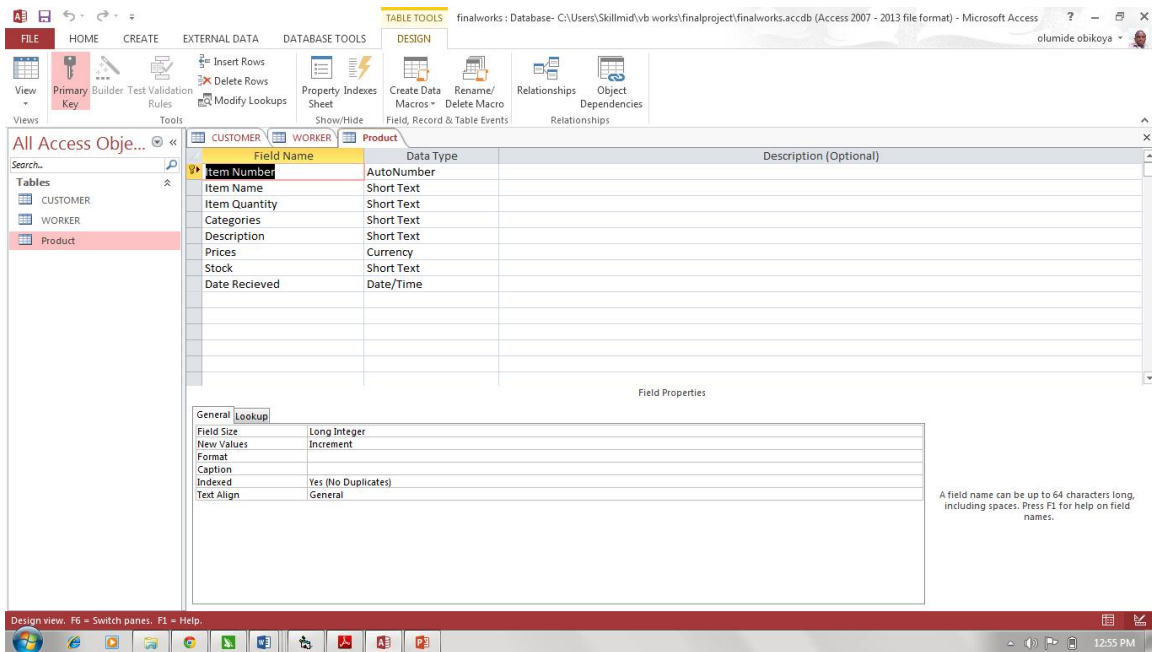 TABLE TOOLS finalworks : Database- C:\Users\Skillmid\vb works\finalproject\finalworks.accdb (Access 2007 - 2013 file format) - Microsoft Access ?
FILE HOME CREATE EXTERNAL DATA DATABASE TOOLS DESIGN olumide obikoya
View
Primary Key
Builder
Test Validation Rules
Insert Rows
Delete Rows
Modify Lookups
Property Sheet
Indexes
Create Data Macros
Rename/ Delete Macro
Relationships
Object Dependencies
Views Tools Show/Hide Field, Record & Table Events Relationships
All Access Obje...
Search...
Tables
CUSTOMER
WORKER
Product
CUSTOMER WORKER Product
Field Name Data Type Description (Optional)
Item Number AutoNumber
Item Name Short Text
Item Quantity Short Text
Categories Short Text
Description Short Text
Prices Currency
Stock Short Text
Date Recieved Date/Time
Field Properties
General Lookup
Field Size Long Integer
New Values Increment
Format
Caption
Indexed Yes (No Duplicates)
Text Align General
A field name can be up to 64 characters long,
including spaces. Press F1 for help on field
names.
Design view. F6 = Switch panes. F1 = Help.
12:55 PM